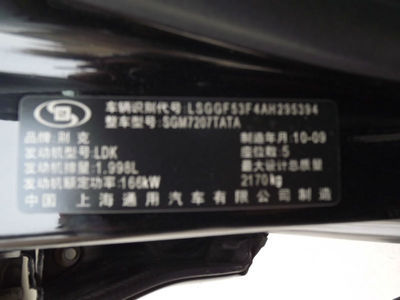 车辆识别代号 LSGGF53F4AH295394
整车型号 SGM7207TATA
品牌 别克 制造年月 10-09
发动机型号 LDK 座位数 5
发动机排量 1.998L 最大设计总质量
发动机额定功率 166kW 2170kg
中国 上海通用汽车有限公司制造